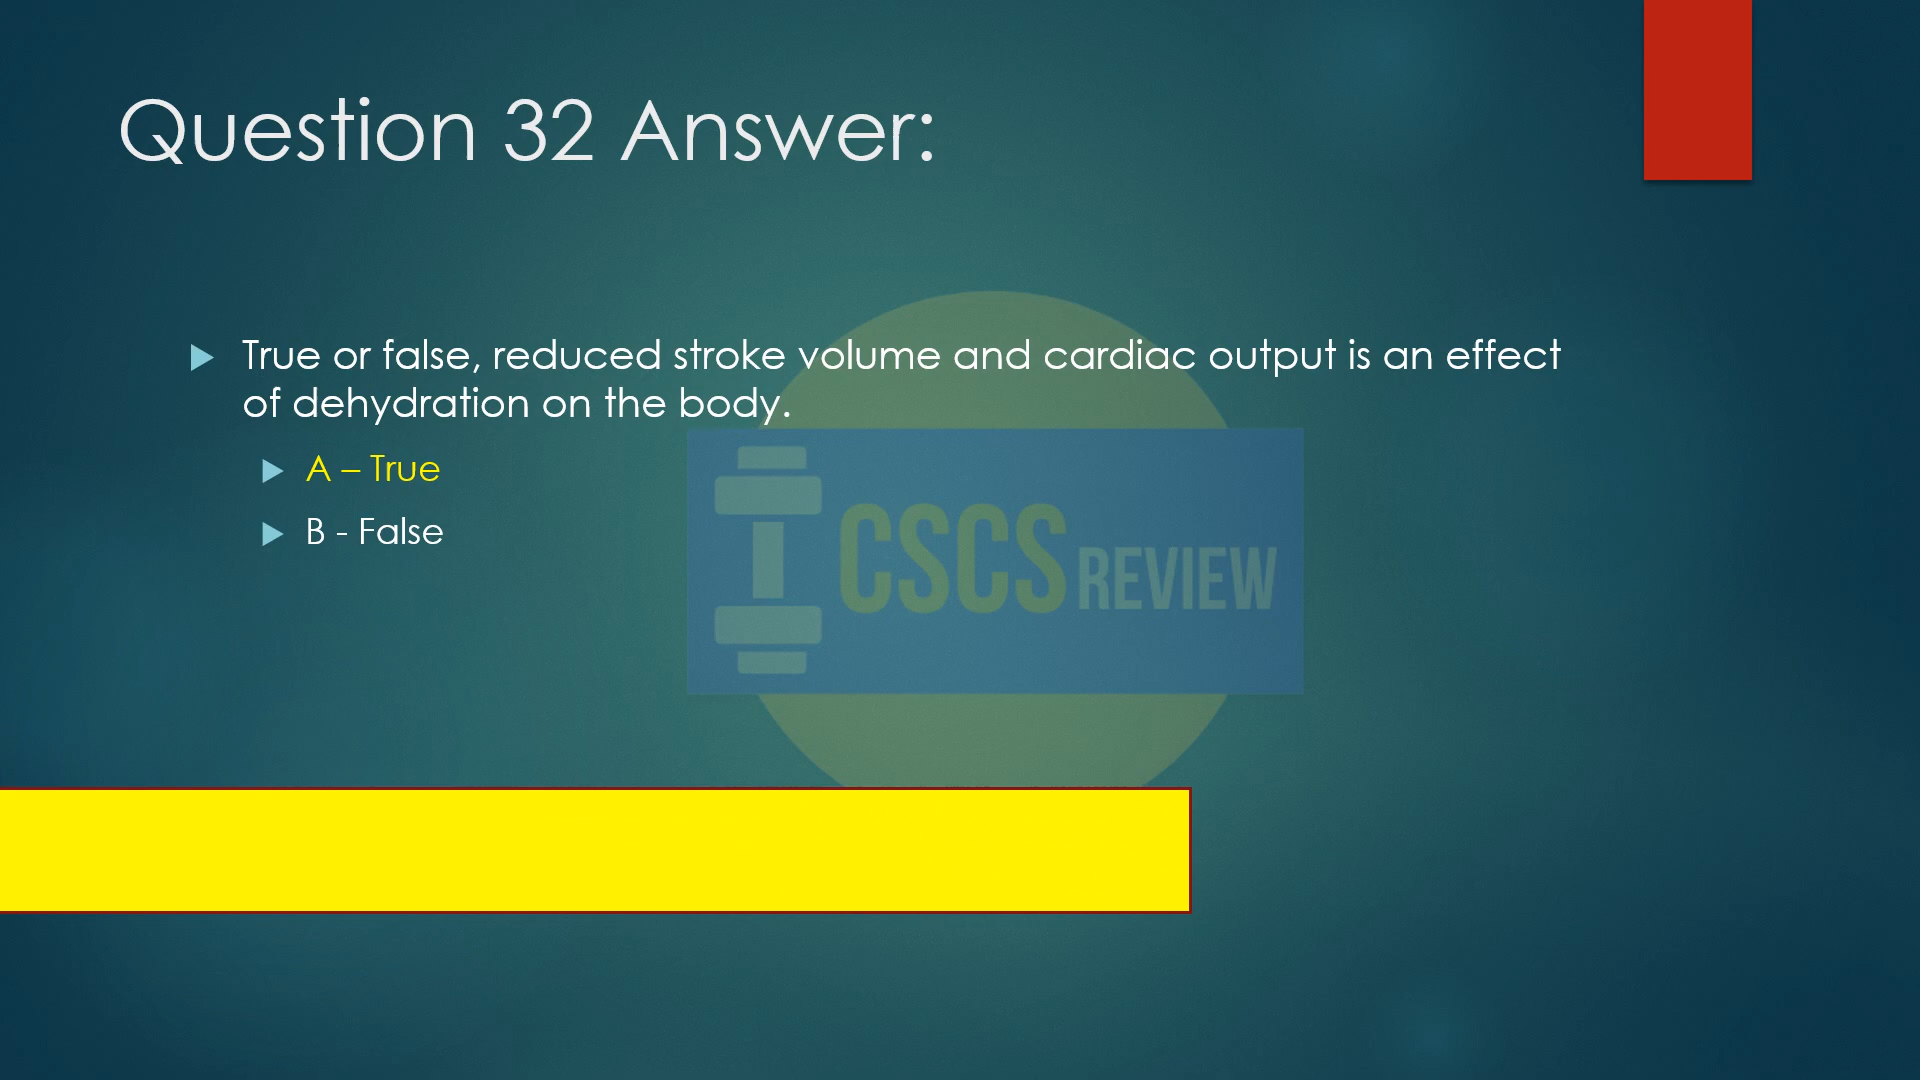 Question 32 Answer:
True or false, reduced stroke volume and cardiac output is an effect
of dehydration on the body.
A – True
B - False
CSCS REVIEW